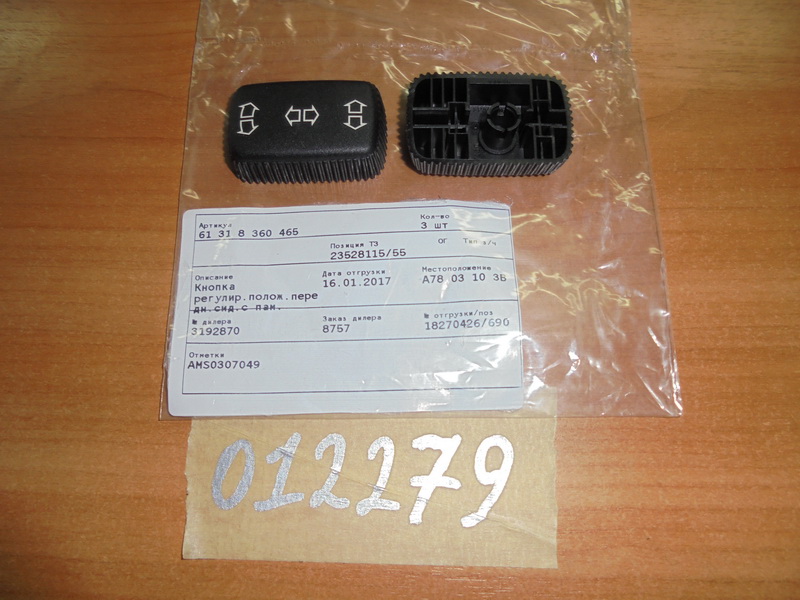 Артикул Кол-во
61 31 8 360 465 3 шт
Позиция ТЗ ОГ Тип з/ч
23528115/55
Описание Дата отгрузки Местоположение
Кнопка 16.01.2017 A78 03 10 3B
регулир.полож.пере
дн.сид.с пам.
№ дилера Заказ дилера № отгрузки/поз
3192870 8757 18270426/690
Отметки
AMS0307049
012279